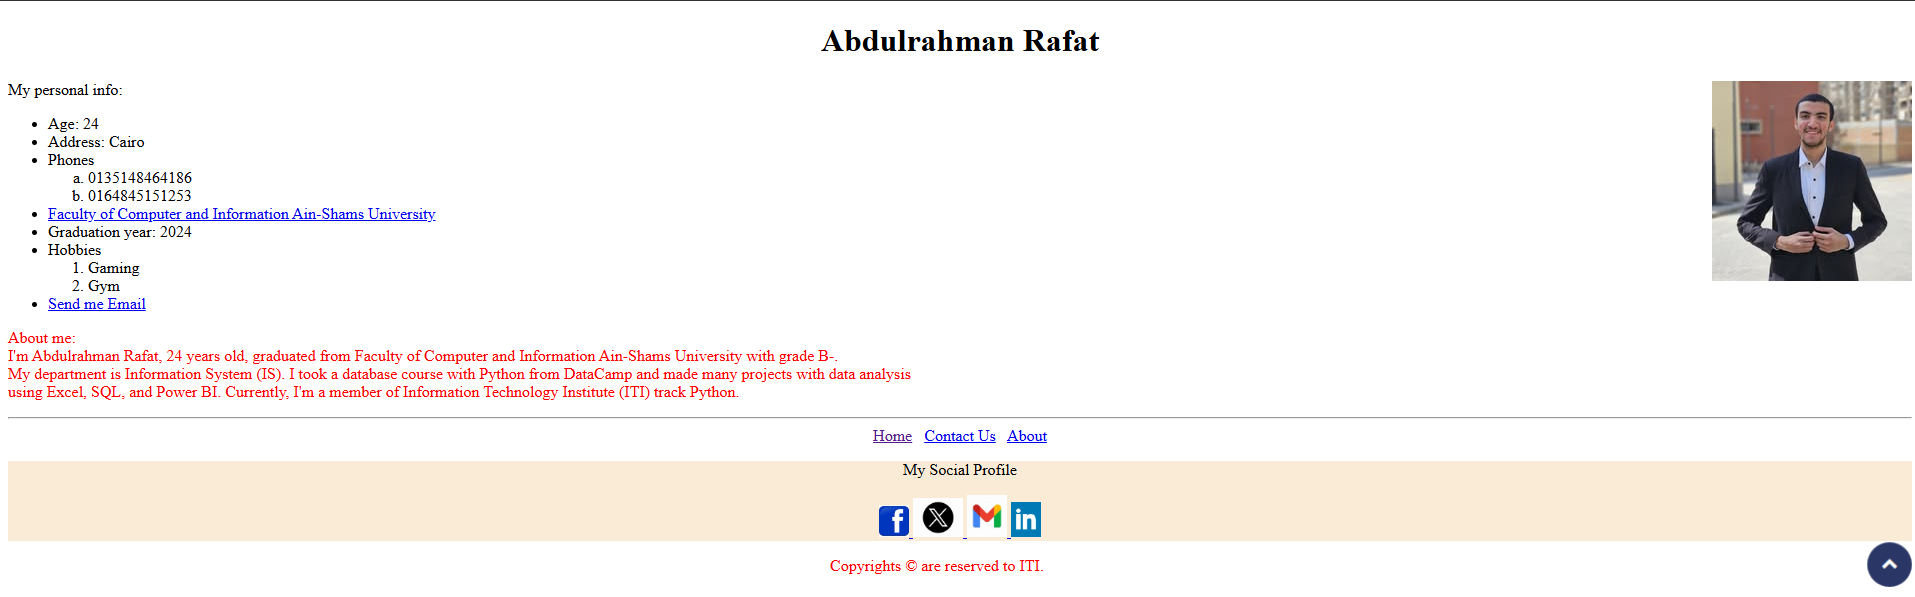 Abdulrahman Rafat
My personal info:
• Age: 24
• Address: Cairo
• Phones
a. 0135148464186
b. 0164845151253
• Faculty of Computer and Information Ain-Shams University
• Graduation year: 2024
• Hobbies
1. Gaming
2. Gym
• Send me Email
About me:
I'm Abdulrahman Rafat, 24 years old, graduated from Faculty of Computer and Information Ain-Shams University with grade B-.
My department is Information System (IS). I took a database course with Python from DataCamp and made many projects with data analysis
using Excel, SQL, and Power BI. Currently, I'm a member of Information Technology Institute (ITI) track Python.
Home Contact Us About
My Social Profile
f X M in
Copyrights © are reserved to ITI.